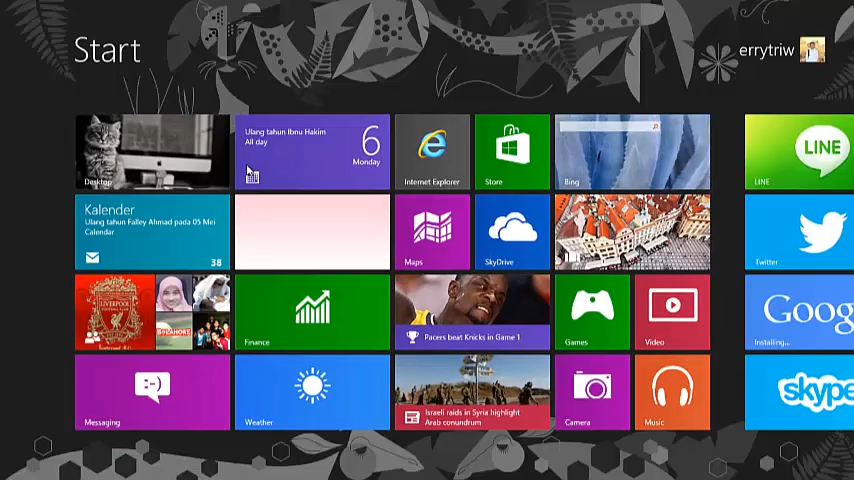 Start
errytriw
Desktop
Ulang tahun Ibnu Hakim
All day
6
Monday
Internet Explorer
Store
Bing
LINE
LINE
Kalender
Ulang tahun Falley Ahmad pada 05 Mei
Calendar
38
Maps
SkyDrive
Twitter
LIVERPOOL
Finance
Pacers beat Knicks in Game 1
Games
Video
Goog
Installing...
:-)
Messaging
Weather
Israeli raids in Syria highlight
Arab conundrum
Camera
Music
skype
Skype